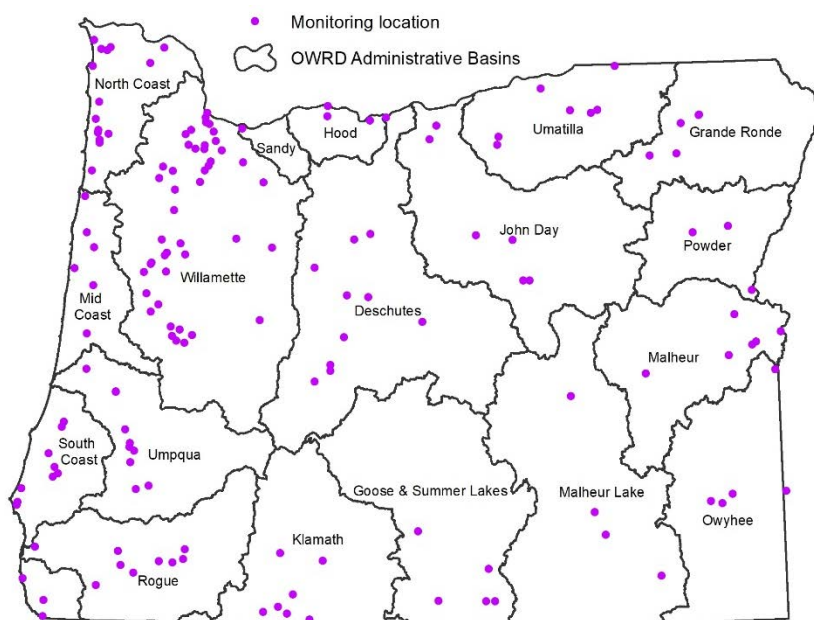 Monitoring location
OWRD Administrative Basins
North Coast
Sandy
Hood
Umatilla
Grande Ronde
John Day
Powder
Willamette
Mid
Coast
Deschutes
Malheur
South
Coast
Umpqua
Goose & Summer Lakes
Malheur Lake
Owyhee
Klamath
Rogue